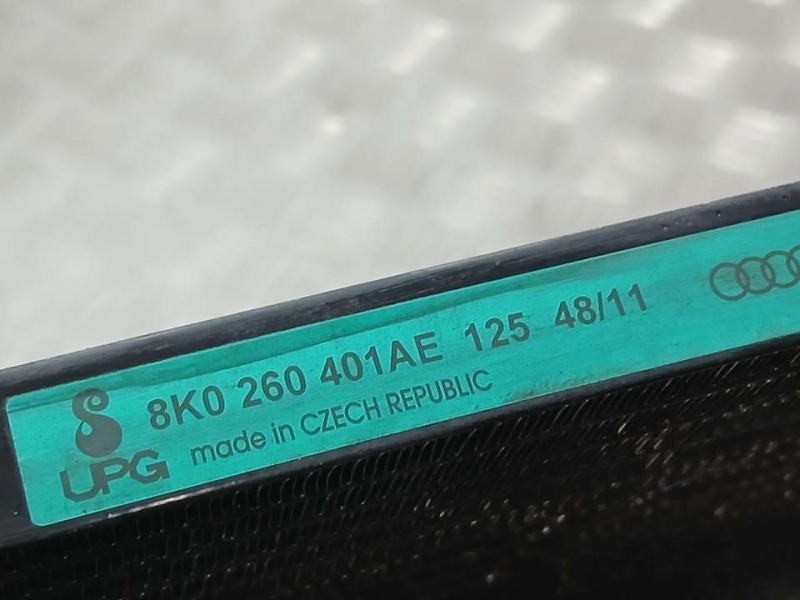 8K0 260 401AE 125 48/11
UPG made in CZECH REPUBLIC